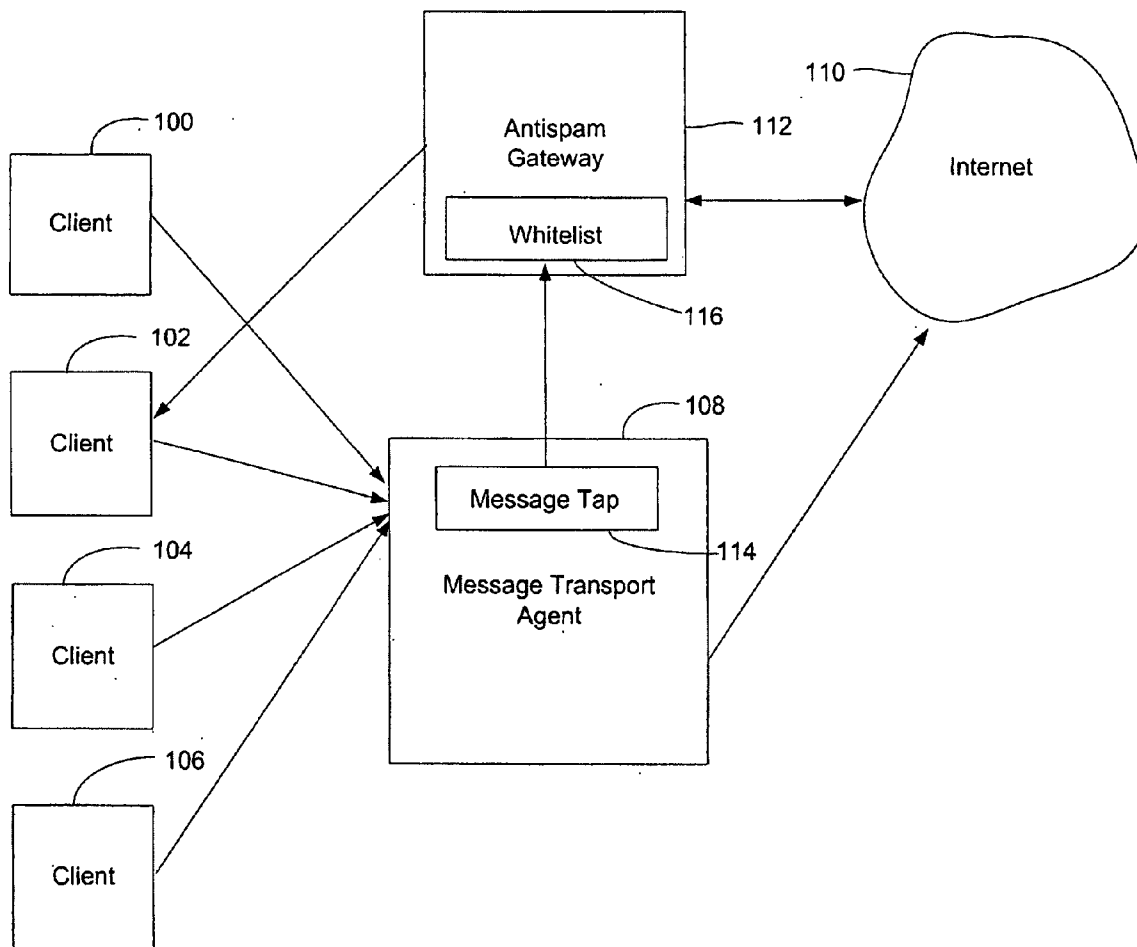 100
Client
102
Client
104
Client
106
Client
Antispam
Gateway
Whitelist
112
116
110
Internet
108
Message Tap
114
Message Transport
Agent